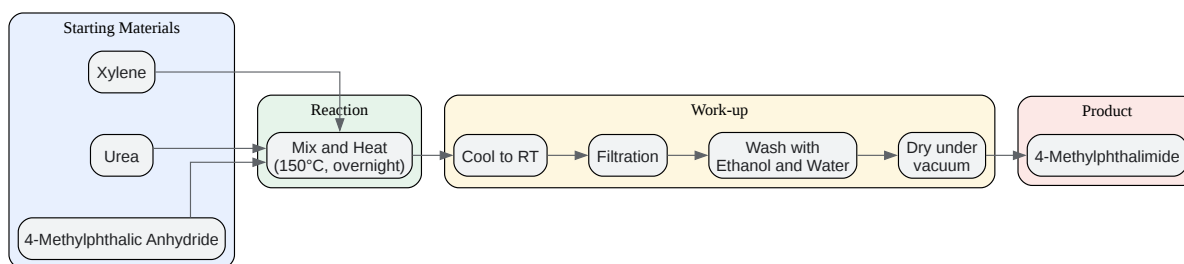 Starting Materials
Xylene
Urea
4-Methylphthalic Anhydride
Reaction
Mix and Heat
(150°C, overnight)
Work-up
Cool to RT
Filtration
Wash with
Ethanol and Water
Dry under
vacuum
Product
4-Methylphthalimide